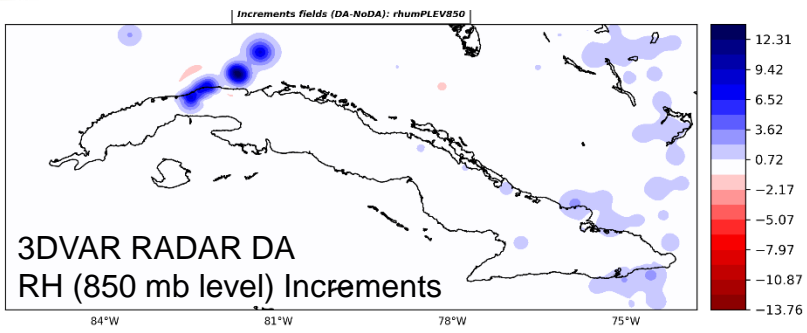 Increments fields (DA-NoDA): rhumPLEV850
12.31
9.42
6.52
3.62
0.72
−2.17
−5.07
−7.97
−10.87
−13.76
3DVAR RADAR DA
RH (850 mb level) Increments
84°W 81°W 78°W 75°W